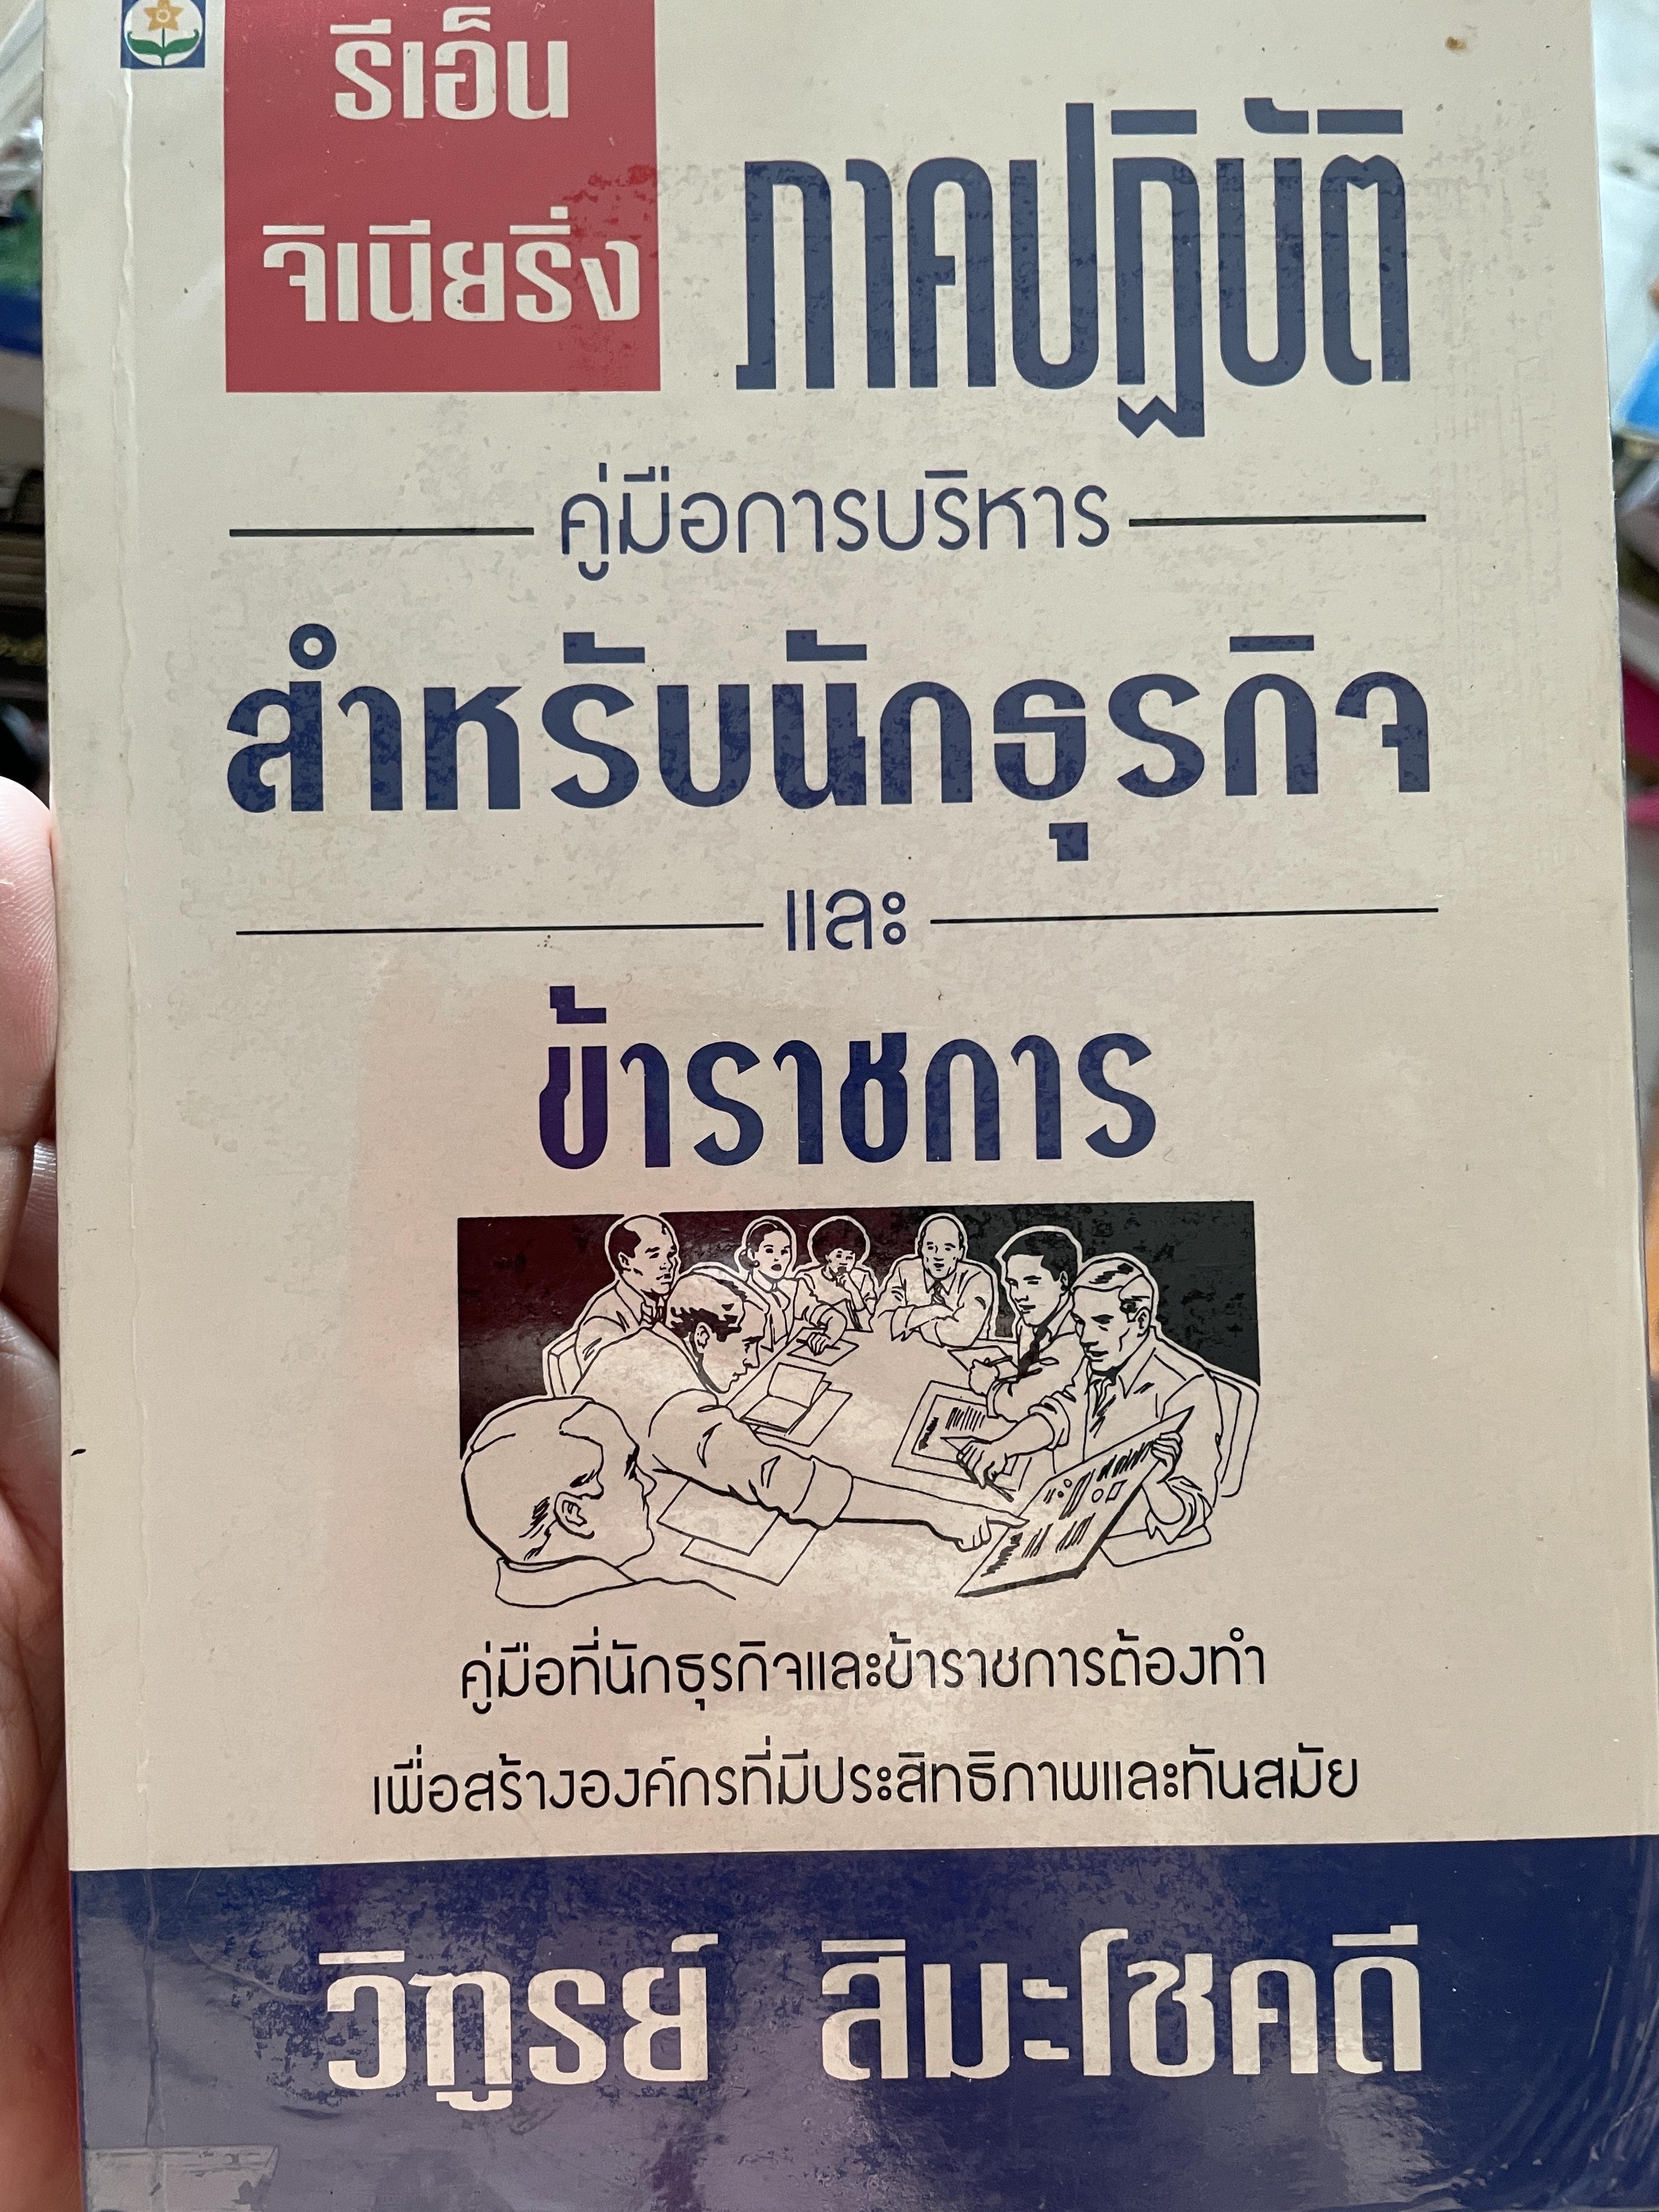 รีเอ็น
จิเนียริ่ง
ภาคปฏิบัติ
คู่มือการบริหาร
สำหรับนักธุรกิจ
และ
ข้าราชการ
คู่มือที่นักธุรกิจและข้าราชการต้องทำ
เพื่อสร้างองค์กรที่มีประสิทธิภาพและทันสมัย
วิฑูรย์ สิมะโชคดี